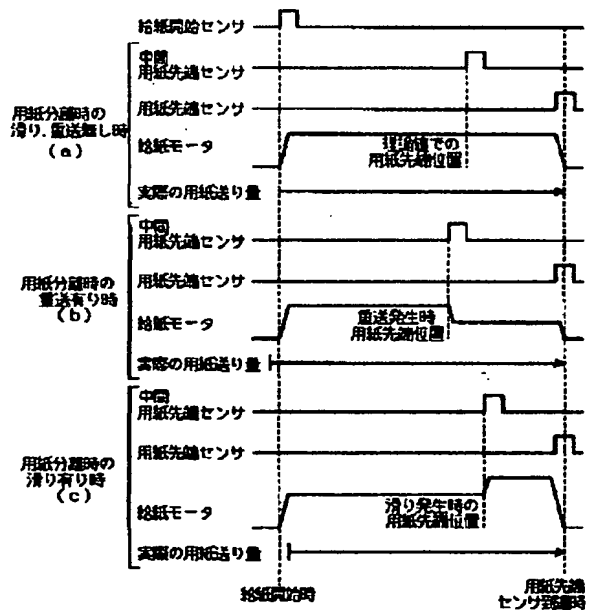 給紙開始センサ
用紙分離時の
滑り、重送無し時
(a)
中間
用紙先端センサ
用紙先端センサ
給紙モータ
理論値での
用紙先端位置
実際の用紙送り量
用紙分離時の
重送有り時
(b)
中間
用紙先端センサ
用紙先端センサ
給紙モータ
重送発生時
用紙先端位置
実際の用紙送り量
用紙分離時の
滑り有り時
(c)
中間
用紙先端センサ
用紙先端センサ
給紙モータ
滑り発生時の
用紙先端位置
実際の用紙送り量
給紙開始時
用紙先端
センサ到達時